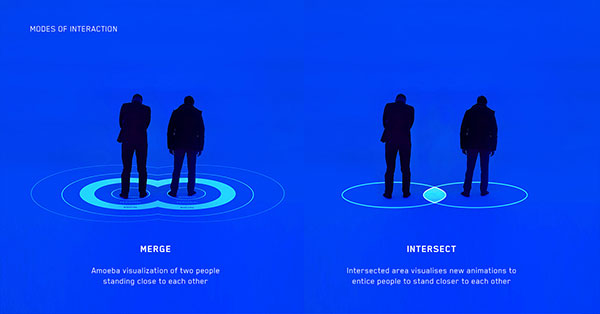 MODES OF INTERACTION
MERGE
Amoeba visualization of two people
standing close to each other
INTERSECT
Intersected area visualises new animations to
entice people to stand closer to each other